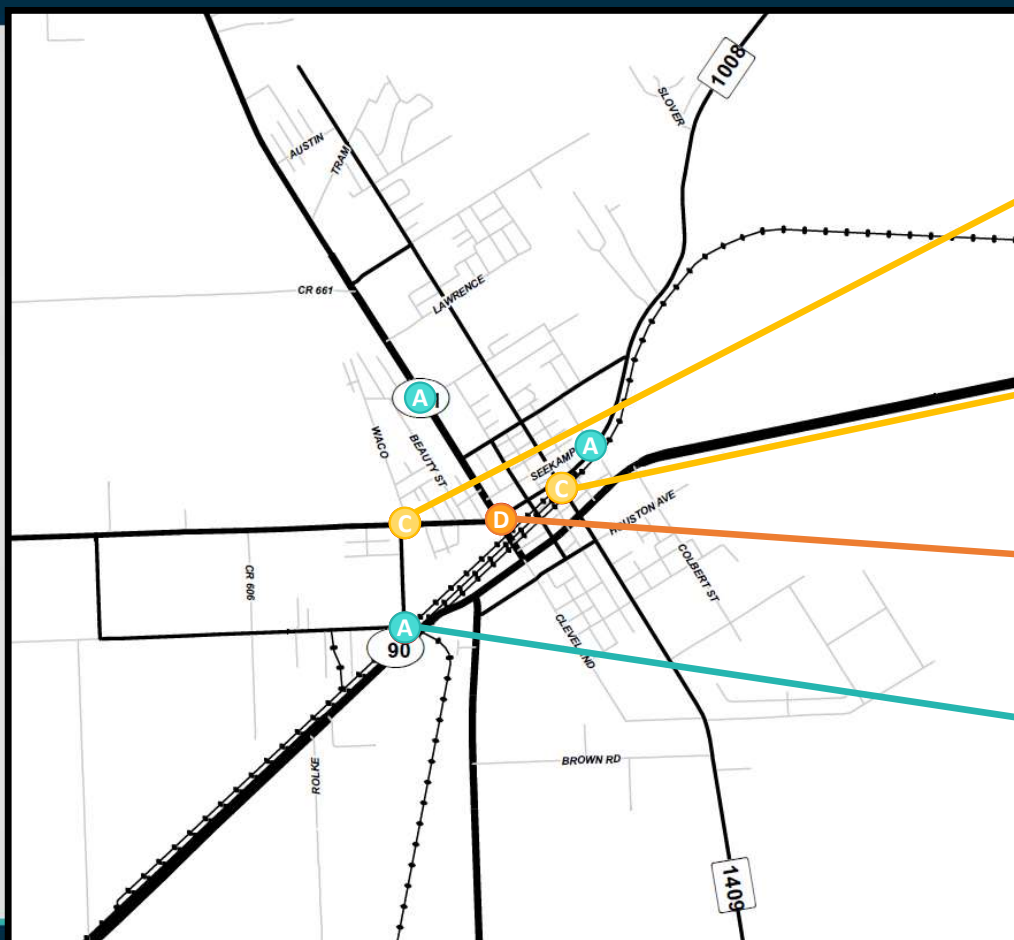 1008
SLOVER
AUSTIN
TRAM
CR 661
LAWRENCE
A
WACO
BEAUTY ST
A
SEEKAMP
C
HOUSTON AVE
C
D
COLBERT ST
CR 606
A
90
CLEVELAND
BROWN RD
ROLKE
1409